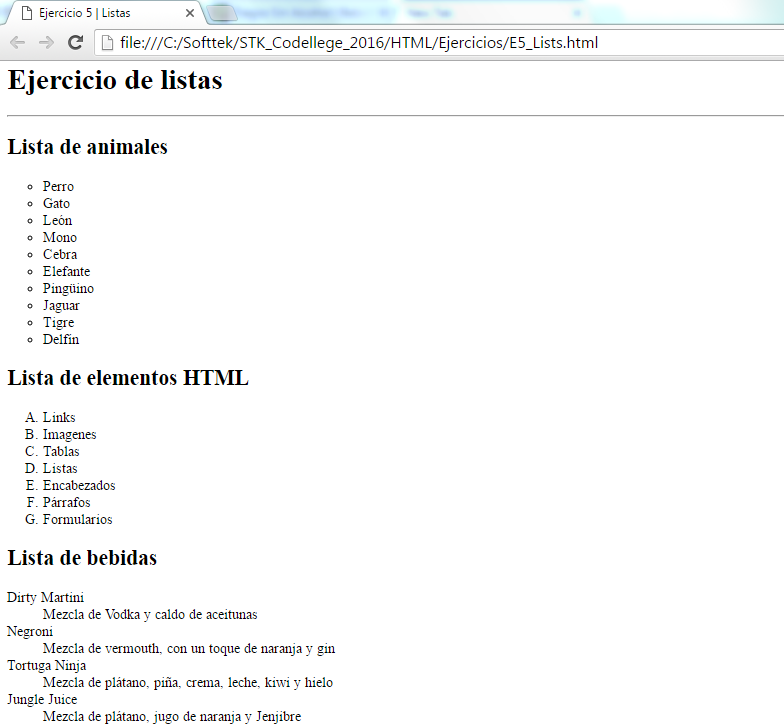 Ejercicio 5 | Listas
file:///C:/Softtek/STK_Codellege_2016/HTML/Ejercicios/E5_Lists.html
Ejercicio de listas
Lista de animales
Perro
Gato
León
Mono
Cebra
Elefante
Pingüino
Jaguar
Tigre
Delfín
Lista de elementos HTML
A. Links
B. Imagenes
C. Tablas
D. Listas
E. Encabezados
F. Párrafos
G. Formularios
Lista de bebidas
Dirty Martini
Mezcla de Vodka y caldo de aceitunas
Negroni
Mezcla de vermouth, con un toque de naranja y gin
Tortuga Ninja
Mezcla de plátano, piña, crema, leche, kiwi y hielo
Jungle Juice
Mezcla de plátano, jugo de naranja y Jenjibre